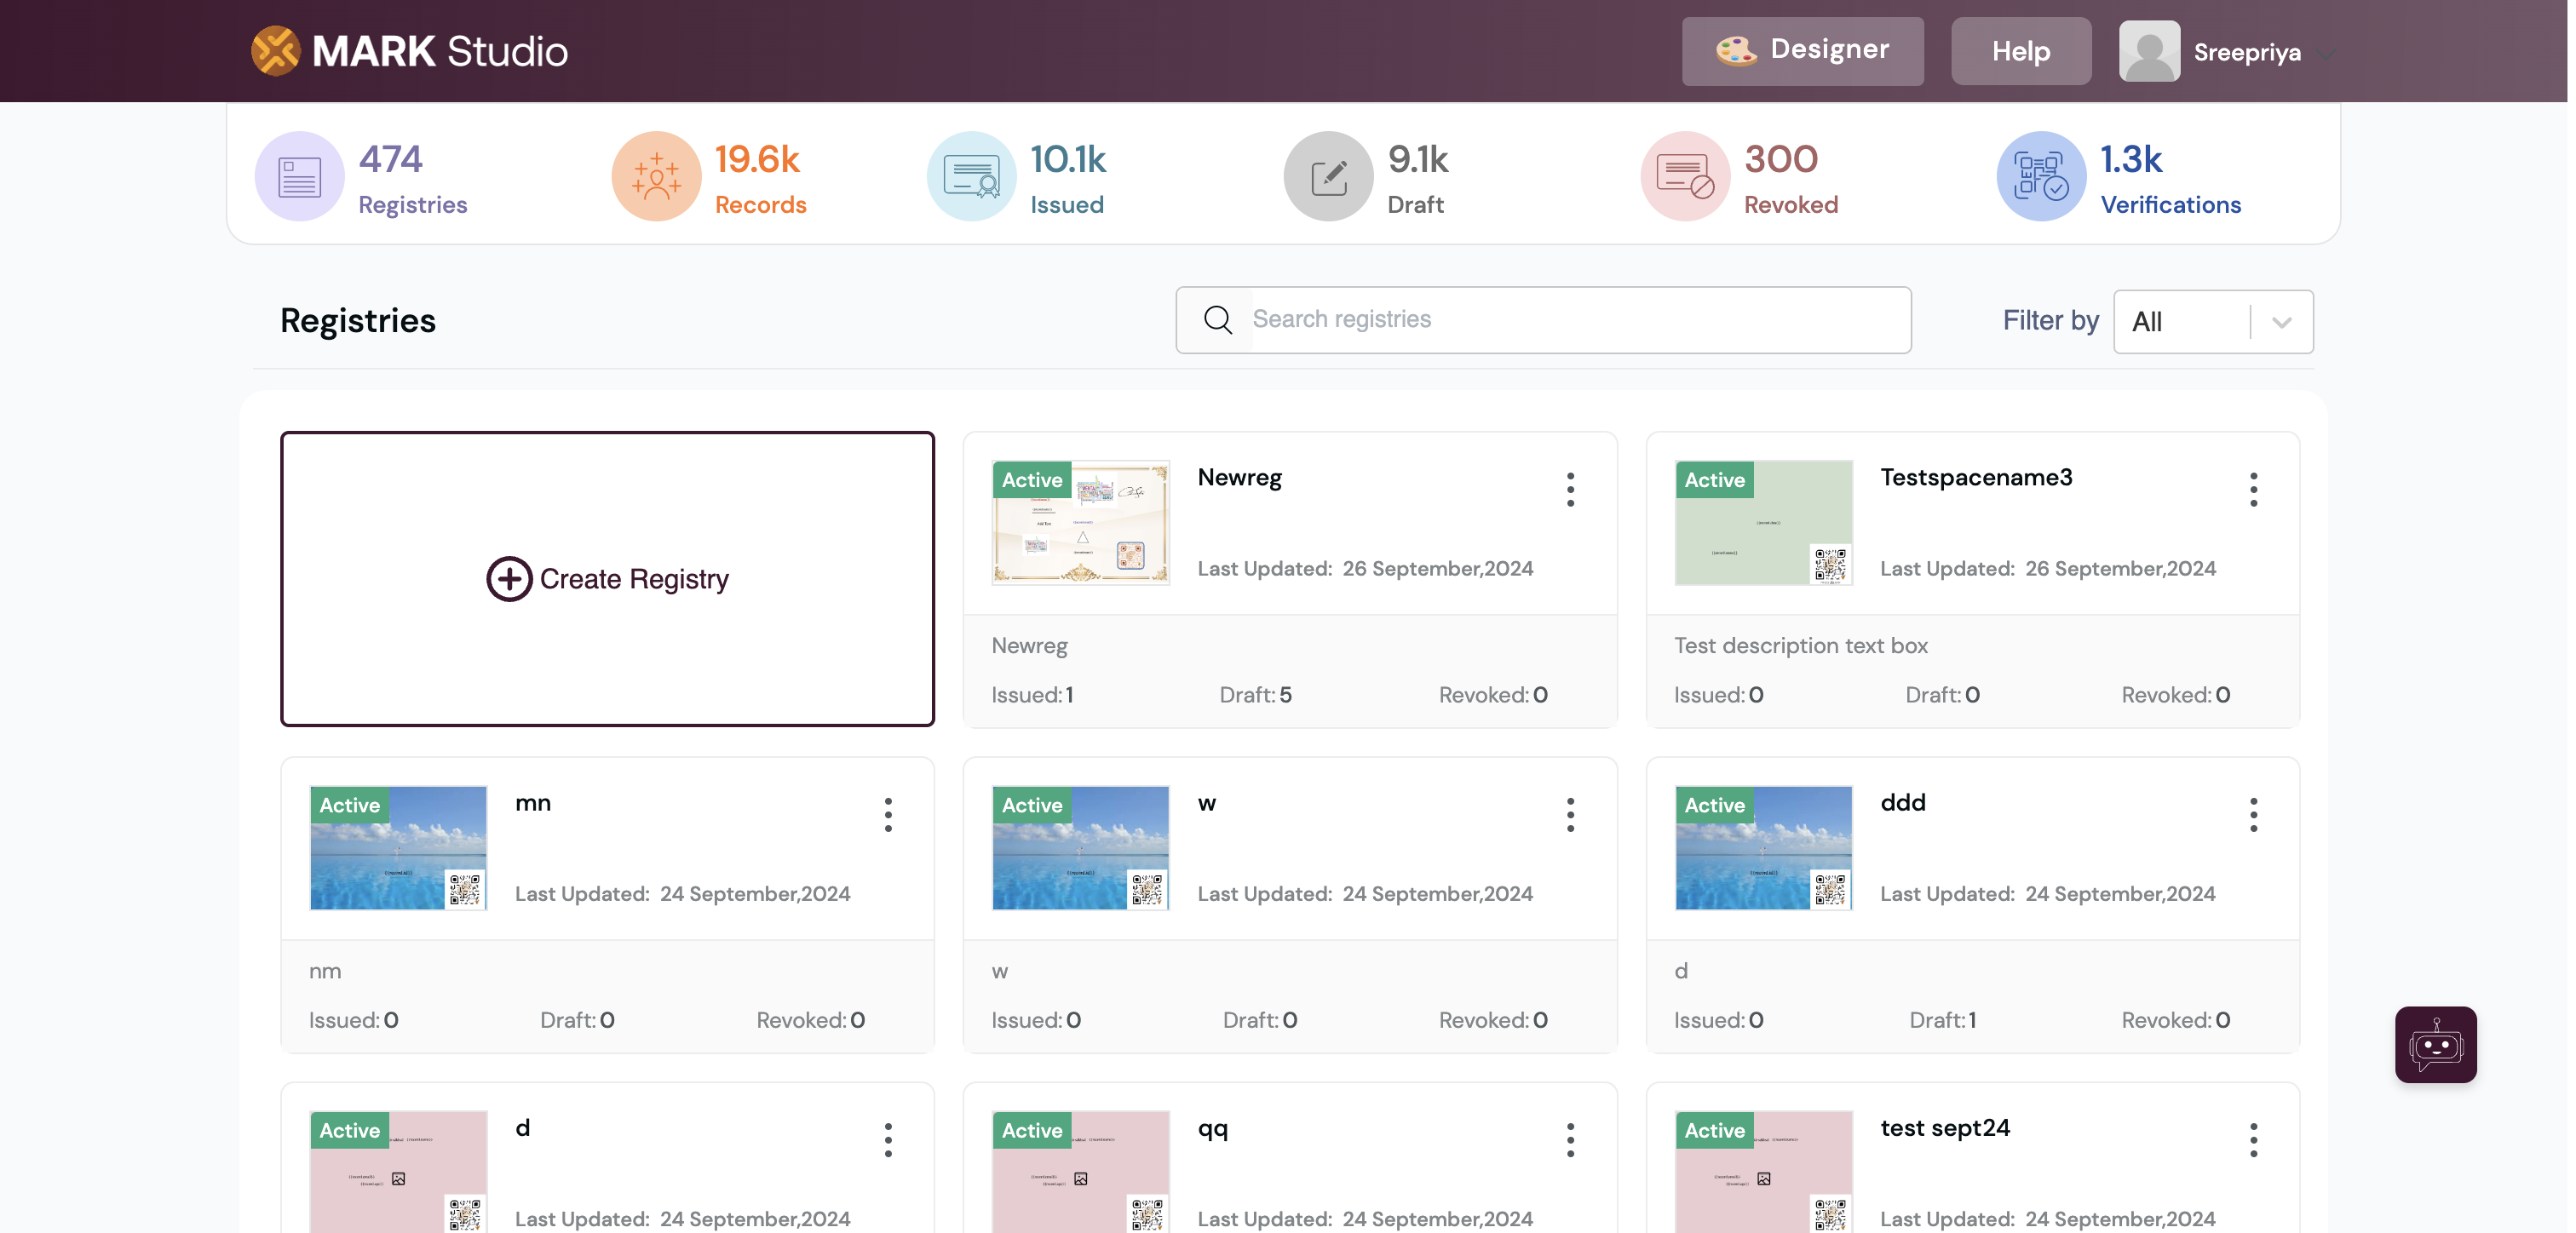 MARK Studio
Designer
Help
Sreepriya
474
Registries
19.6k
Records
10.1k
Issued
9.1k
Draft
300
Revoked
1.3k
Verifications
Registries
Search registries
Filter by
All
Create Registry
Active
Newreg
Last Updated: 26 September,2024
Newreg
Issued: 1 Draft: 5 Revoked: 0
Active
Testspacename3
Last Updated: 26 September,2024
Test description text box
Issued: 0 Draft: 0 Revoked: 0
Active
mn
Last Updated: 24 September,2024
nm
Issued: 0 Draft: 0 Revoked: 0
Active
w
Last Updated: 24 September,2024
w
Issued: 0 Draft: 0 Revoked: 0
Active
ddd
Last Updated: 24 September,2024
d
Issued: 0 Draft: 1 Revoked: 0
Active
d
Last Updated: 24 September,2024
Active
qq
Last Updated: 24 September,2024
Active
test sept24
Last Updated: 24 September,2024